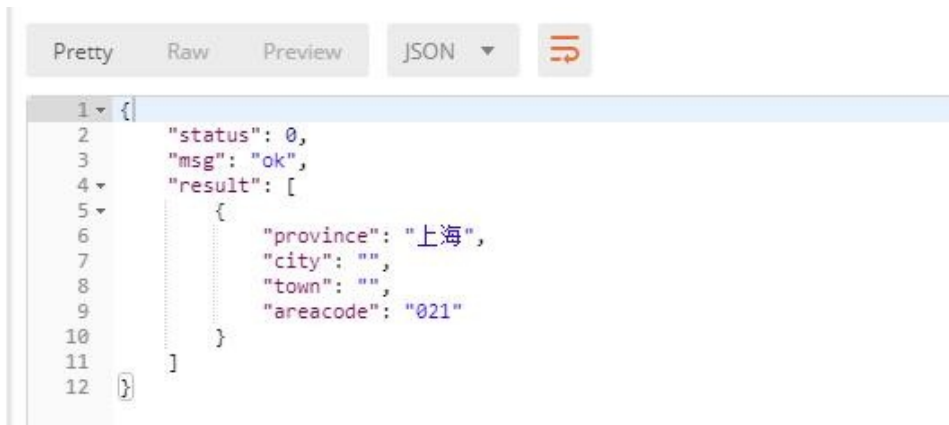 Pretty Raw Preview JSON
1 {
2 "status": 0,
3 "msg": "ok",
4 "result": [
5 {
6 "province": "上海",
7 "city": "",
8 "town": "",
9 "areacode": "021"
10 }
11 ]
12 }